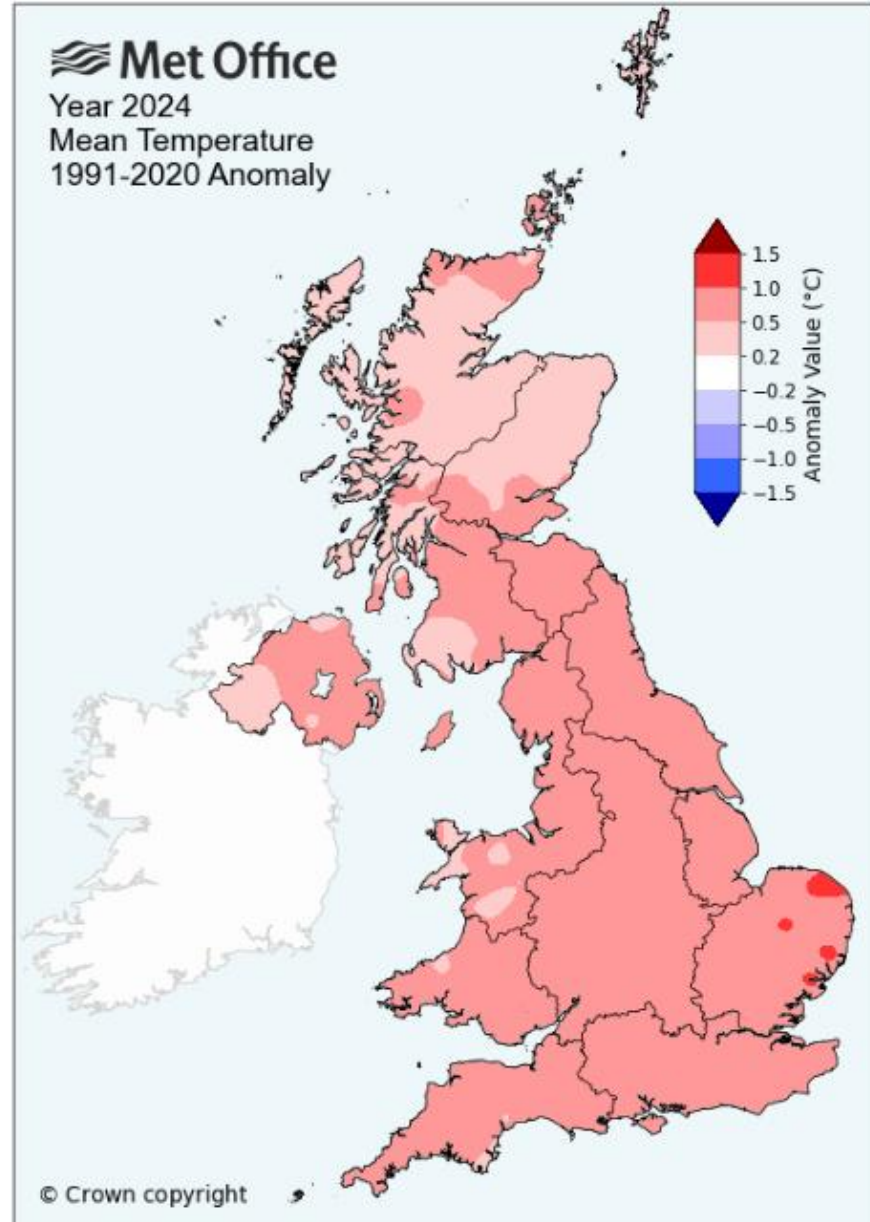 Met Office
Year 2024
Mean Temperature
1991-2020 Anomaly
1.5
1.0
0.5
0.2
−0.2
−0.5
−1.0
−1.5
Anomaly Value (°C)
© Crown copyright